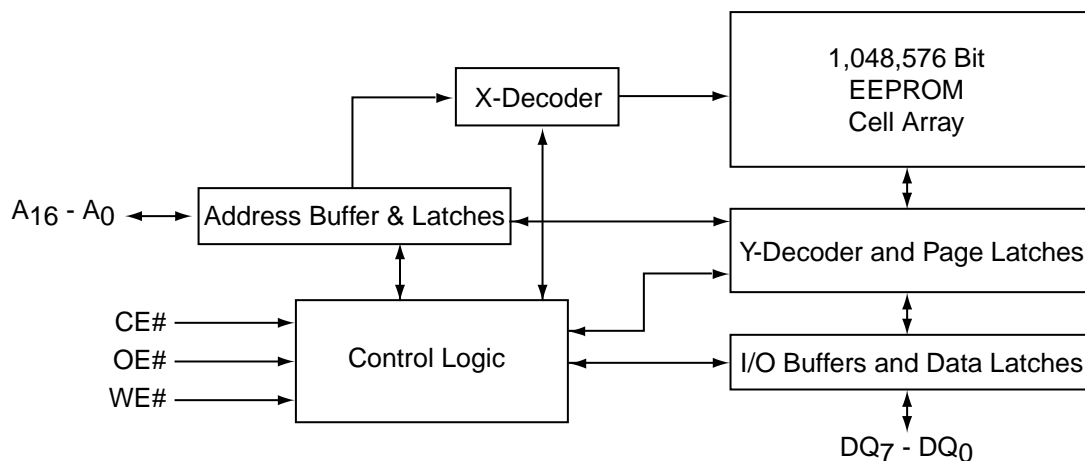 1,048,576 Bit
EEPROM
Cell Array
X-Decoder
A16 - A0
Address Buffer & Latches
Y-Decoder and Page Latches
CE#
OE#
WE#
Control Logic
I/O Buffers and Data Latches
DQ7 - DQ0